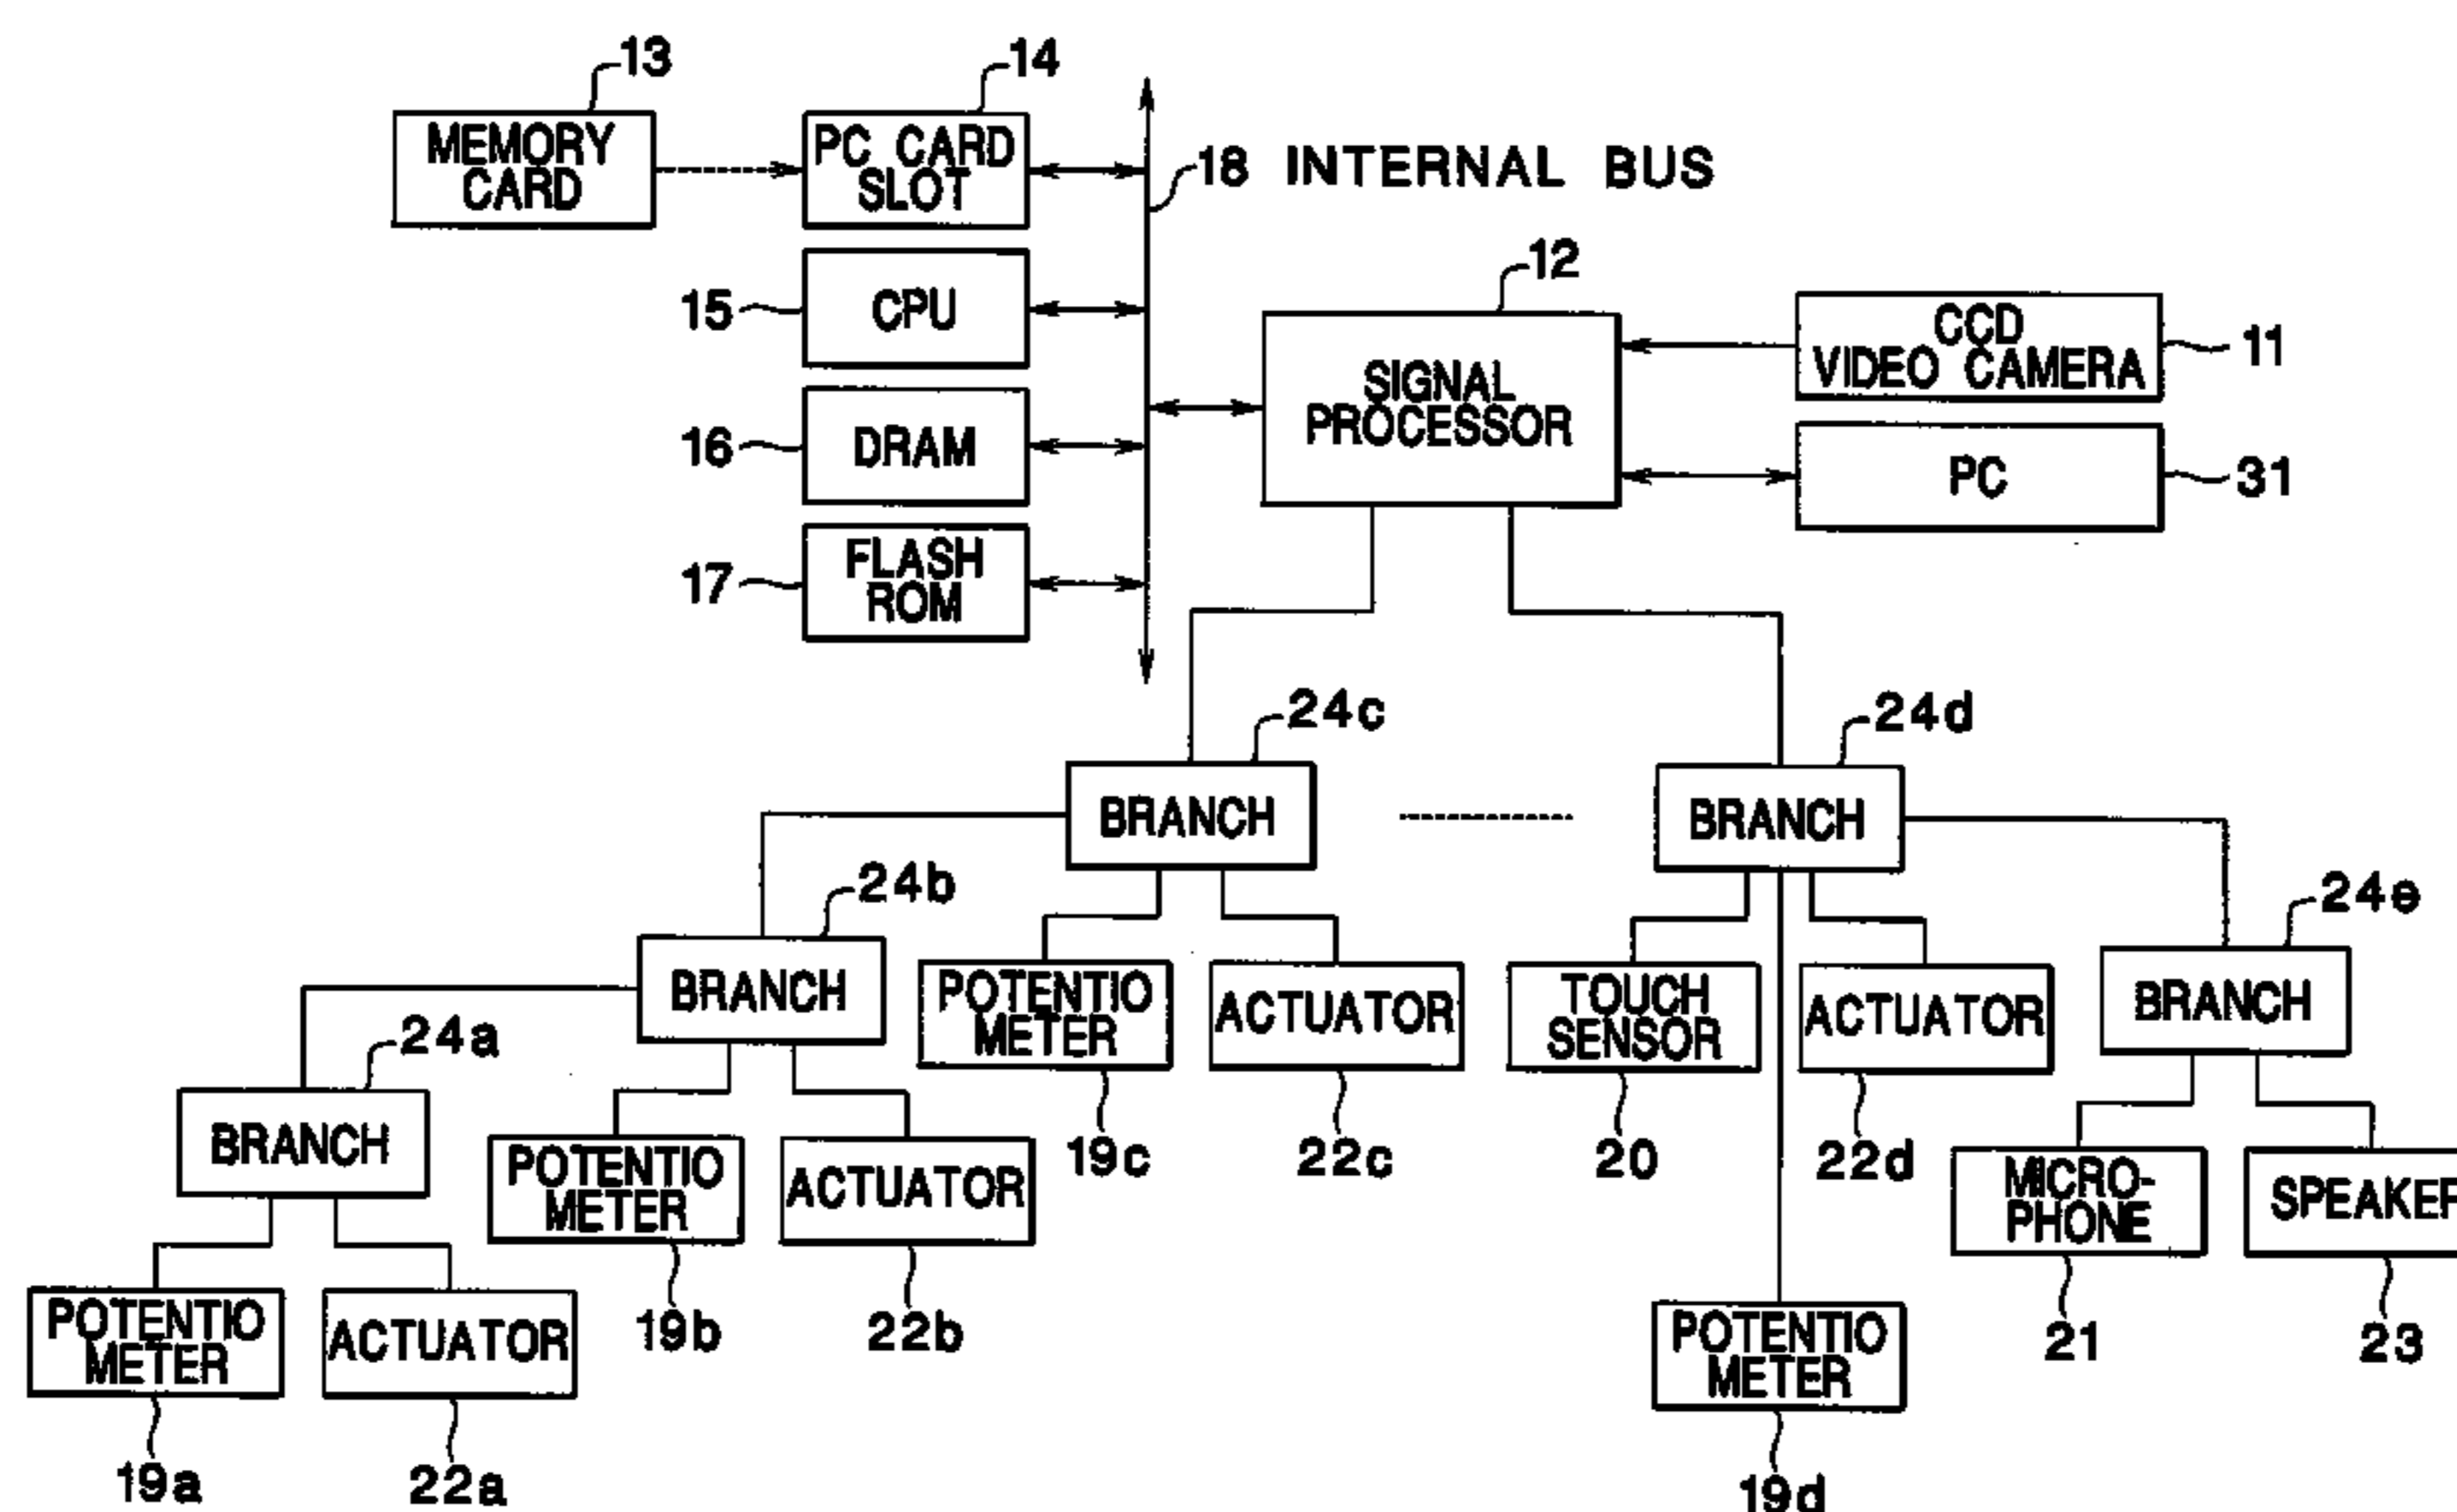 13
14
MEMORY
CARD
PC CARD
SLOT
18 INTERNAL BUS
12
15
CPU
CCD
VIDEO CAMERA
11
SIGNAL
PROCESSOR
16
DRAM
PC
31
17
FLASH
ROM
24c
24d
BRANCH
BRANCH
24b
24e
BRANCH
POTENTIO
METER
ACTUATOR
TOUCH
SENSOR
ACTUATOR
BRANCH
24a
BRANCH
POTENTIO
METER
ACTUATOR
19c
22c
20
22d
MICRO-
PHONE
SPEAKER
POTENTIO
METER
ACTUATOR
19b
22b
POTENTIO
METER
21
23
19a
22a
19d